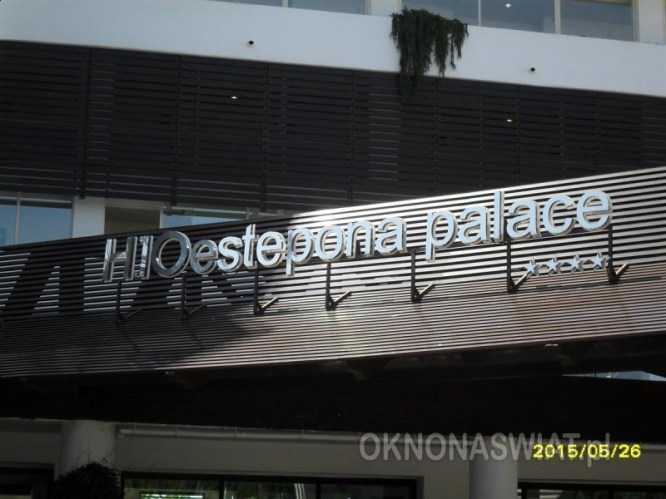 H10estepona palace
★★★★
OKNONASWIAT.pl
2015/05/26